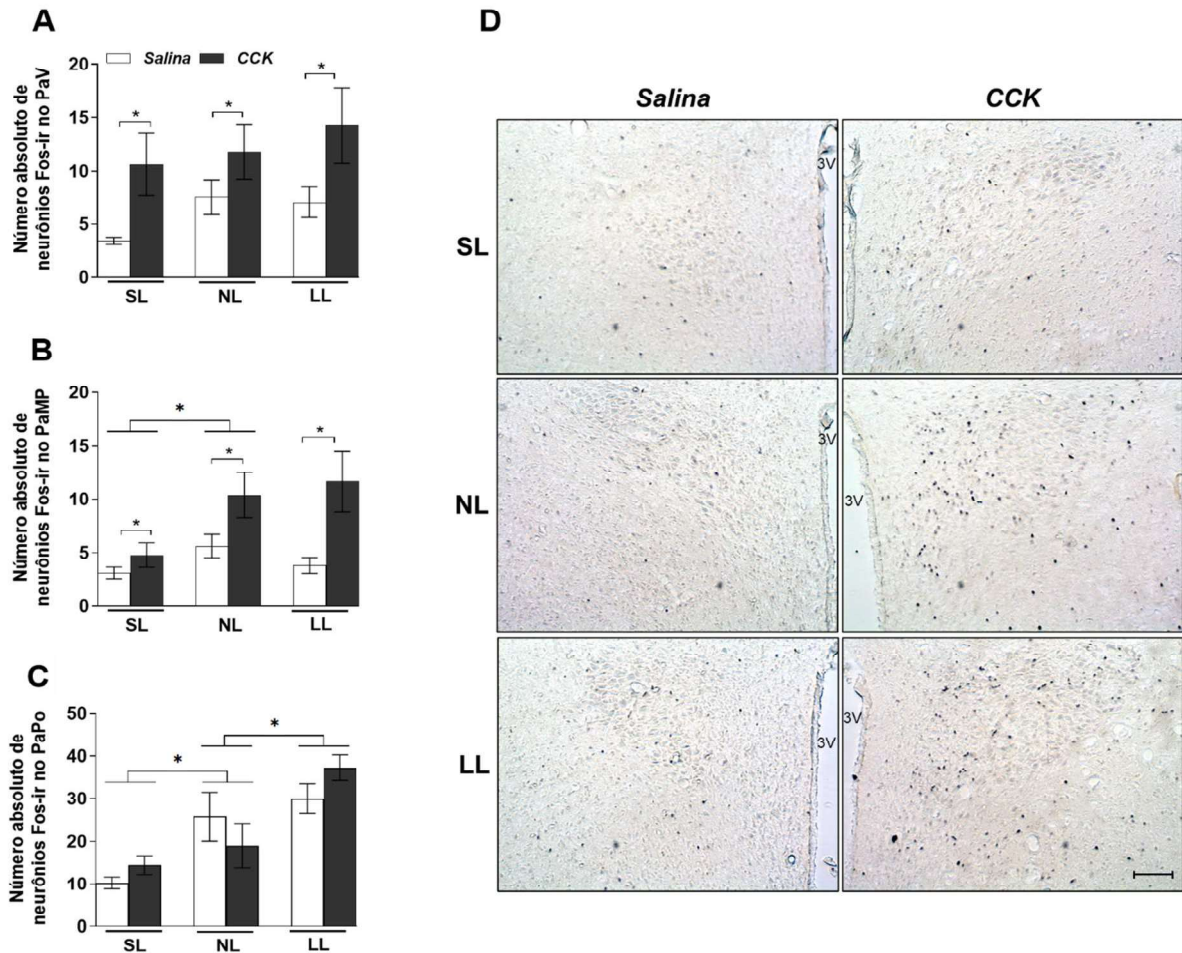 A
Salina CCK
Número absoluto de
neurônios Fos-ir no PaV
20
15
10
5
0
*
*
*
SL NL LL
B
Número absoluto de
neurônios Fos-ir no PaMP
20
15
10
5
0
*
*
*
*
SL NL LL
C
Número absoluto de
neurônios Fos-ir no PaPo
50
40
30
20
10
0
*
*
SL NL LL
D
Salina CCK
SL
3V 3V
NL
3V 3V
LL
3V 3V